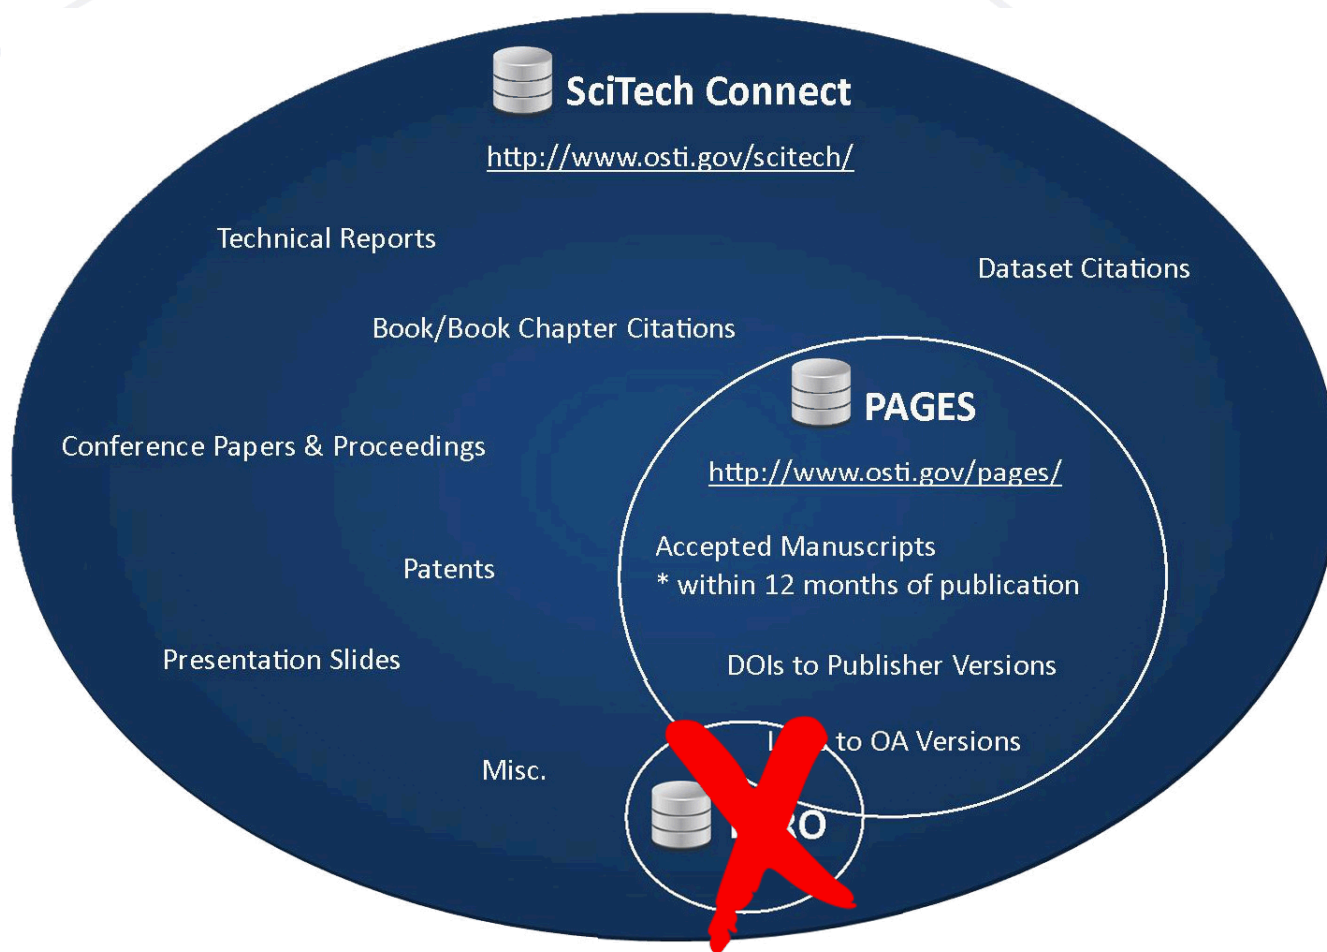 SciTech Connect
http://www.osti.gov/scitech/
Technical Reports
Dataset Citations
Book/Book Chapter Citations
PAGES
Conference Papers & Proceedings
http://www.osti.gov/pages/
Accepted Manuscripts
* within 12 months of publication
Patents
Presentation Slides
DOIs to Publisher Versions
to OA Versions
Misc.